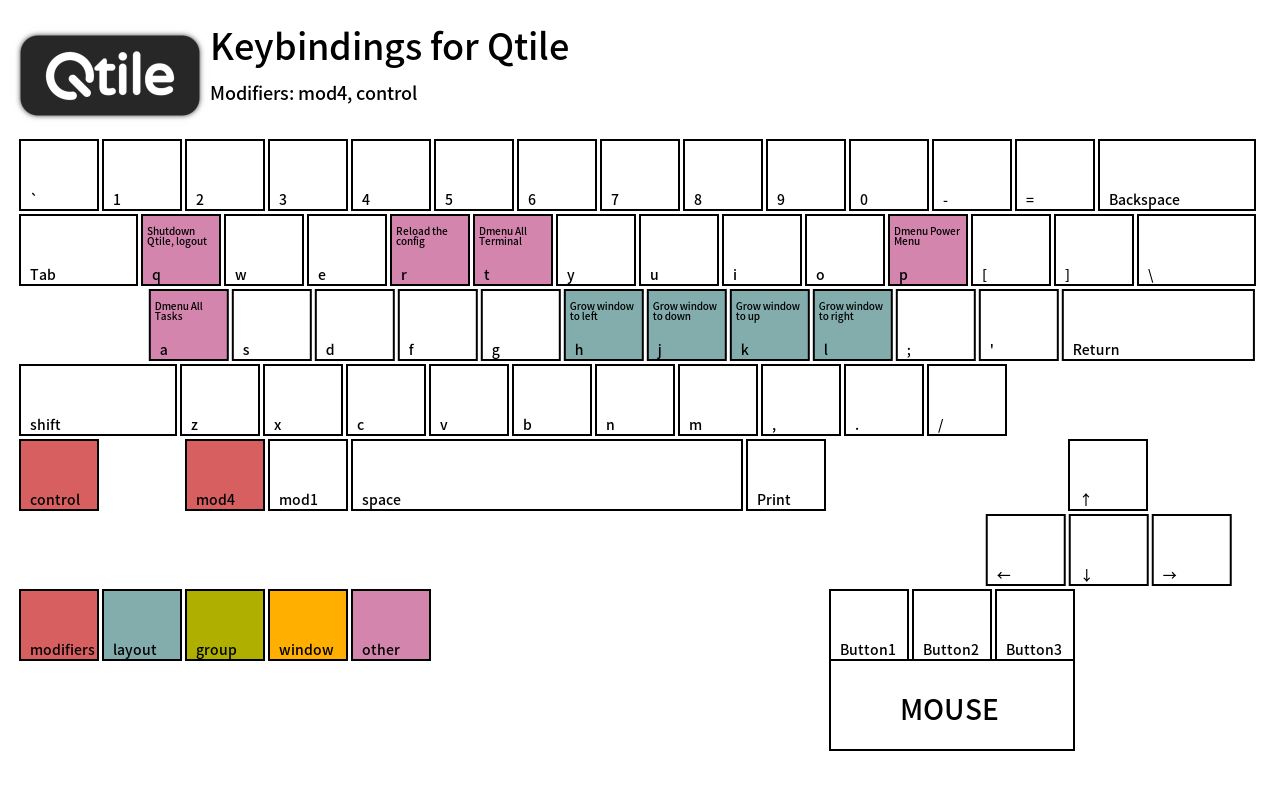 Qtile
Keybindings for Qtile
Modifiers: mod4, control
` 1 2 3 4 5 6 7 8 9 0 - = Backspace
Shutdown
Qtile, logout
Reload the
config
Dmenu All
Terminal
Dmenu Power
Menu
Tab q w e r t y u i o p [ ] \
Dmenu All
Tasks
Grow window
to left
Grow window
to down
Grow window
to up
Grow window
to right
a s d f g h j k l ; ' Return
shift z x c v b n m , . /
control mod4 mod1 space Print ↑
← ↓ →
modifiers layout group window other Button1 Button2 Button3
MOUSE